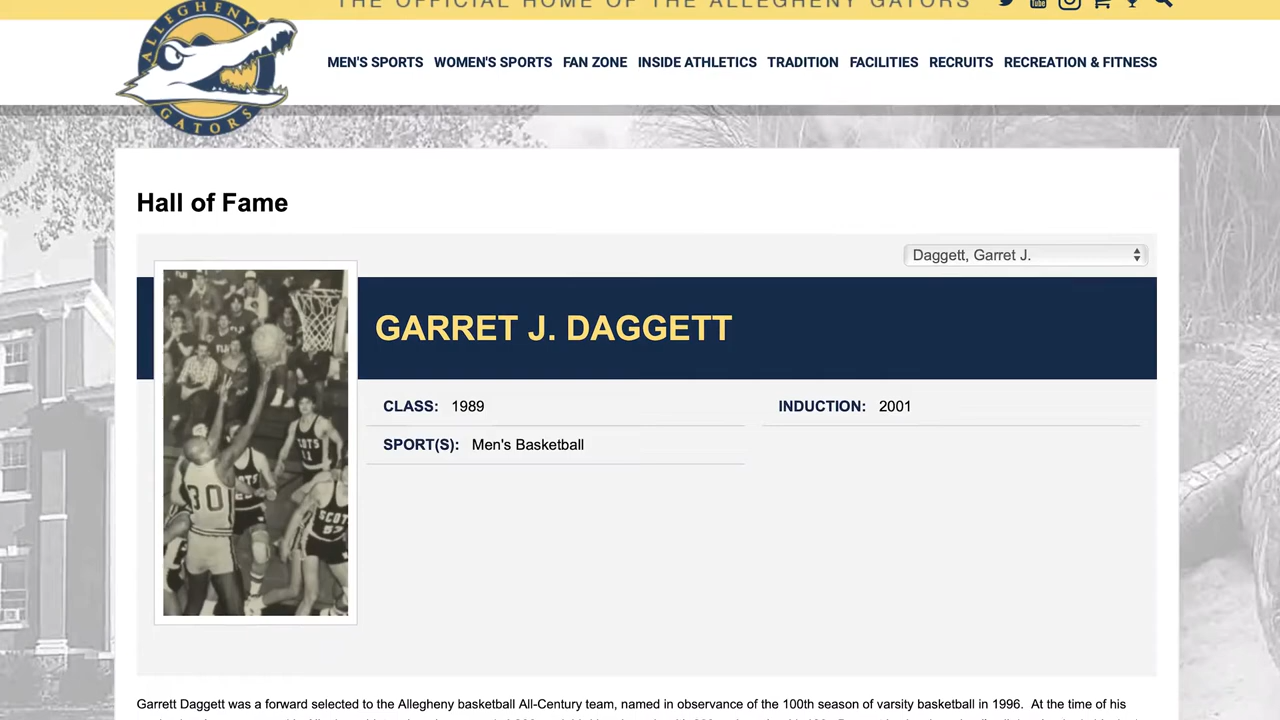 THE OFFICIAL HOME OF THE ALLEGHENY GATORS
ALLEGHENY
GATORS
MEN'S SPORTS WOMEN'S SPORTS FAN ZONE INSIDE ATHLETICS TRADITION FACILITIES RECRUITS RECREATION & FITNESS
Hall of Fame
Daggett, Garret J.
GARRET J. DAGGETT
CLASS: 1989
INDUCTION: 2001
SPORT(S): Men's Basketball
30
SCOTS
Garrett Daggett was a forward selected to the Allegheny basketball All-Century team, named in observance of the 100th season of varsity basketball in 1996. At the time of his